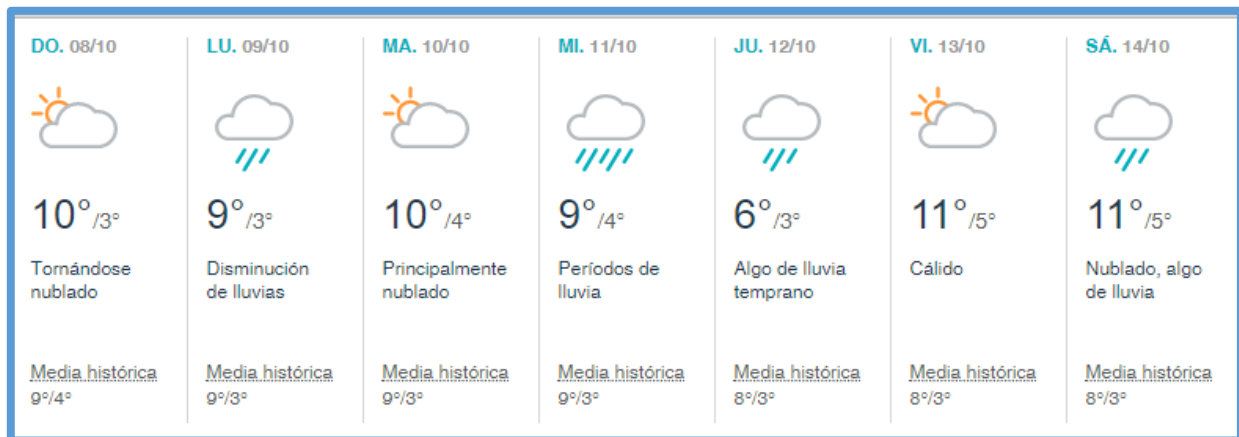 DO. 08/10
10°/3°
Tornándose
nublado
Media histórica
9°/4°
LU. 09/10
9°/3°
Disminución
de lluvias
Media histórica
9°/3°
MA. 10/10
10°/4°
Principalmente
nublado
Media histórica
9°/3°
MI. 11/10
9°/4°
Períodos de
lluvia
Media histórica
9°/3°
JU. 12/10
6°/3°
Algo de lluvia
temprano
Media histórica
8°/3°
VI. 13/10
11°/5°
Cálido
Media histórica
8°/3°
SÁ. 14/10
11°/5°
Nublado, algo
de lluvia
Media histórica
8°/3°